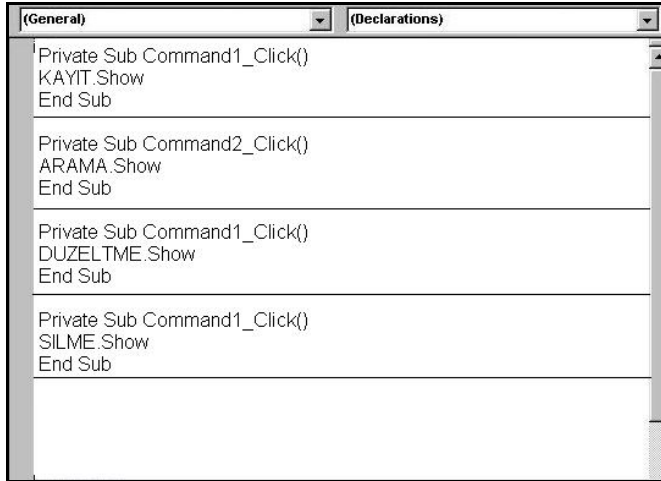 (General) (Declarations)
Private Sub Command1_Click()
KAYIT.Show
End Sub
Private Sub Command2_Click()
ARAMA.Show
End Sub
Private Sub Command1_Click()
DUZELTME.Show
End Sub
Private Sub Command1_Click()
SILME.Show
End Sub